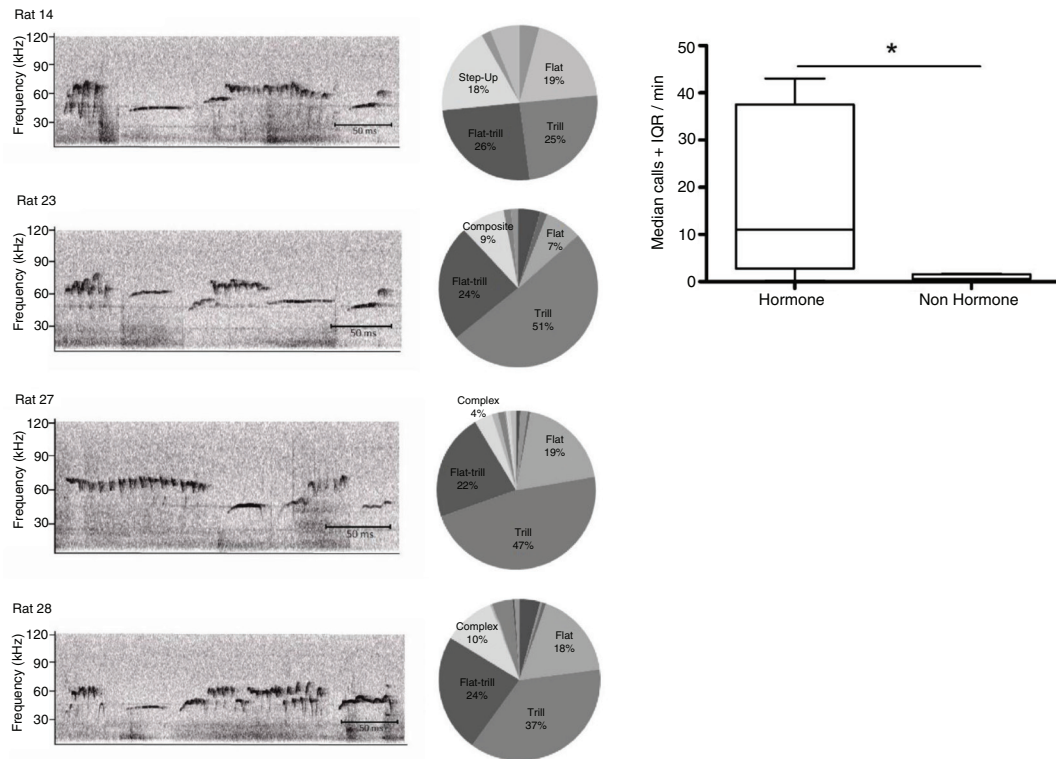 Rat 14
Frequency (kHz)
120
90
60
30
50 ms
Step-Up
18%
Flat
19%
Trill
25%
Flat-trill
26%
Rat 23
Frequency (kHz)
120
90
60
30
50 ms
Composite
9%
Flat
7%
Flat-trill
24%
Trill
51%
Rat 27
Frequency (kHz)
120
90
60
30
50 ms
Complex
4%
Flat
19%
Flat-trill
22%
Trill
47%
Rat 28
Frequency (kHz)
120
90
60
30
50 ms
Complex
10%
Flat
18%
Flat-trill
24%
Trill
37%
Median calls + IQR / min
50
40
30
20
10
0
*
Hormone
Non Hormone